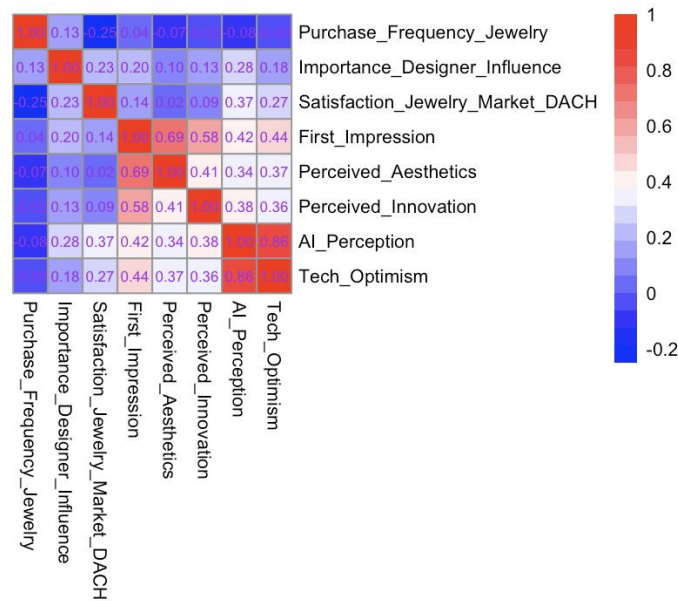 1.00 0.13 -0.25 0.04 -0.07 -0.08 Purchase_Frequency_Jewelry
0.13 1.00 0.23 0.20 0.10 0.13 0.28 0.18 Importance_Designer_Influence
-0.25 0.23 1.00 0.14 0.02 0.09 0.37 0.27 Satisfaction_Jewelry_Market_DACH
0.04 0.20 0.14 1.00 0.69 0.58 0.42 0.44 First_Impression
-0.07 0.10 0.02 0.69 1.00 0.41 0.34 0.37 Perceived_Aesthetics
0.13 0.09 0.58 0.41 1.00 0.38 0.36 Perceived_Innovation
-0.08 0.28 0.37 0.42 0.34 0.38 1.00 0.86 AI_Perception
0.18 0.27 0.44 0.37 0.36 0.86 1.00 Tech_Optimism
Purchase_Frequency_Jewelry
Importance_Designer_Influence
Satisfaction_Jewelry_Market_DACH
First_Impression
Perceived_Aesthetics
Perceived_Innovation
AI_Perception
Tech_Optimism
1
0.8
0.6
0.4
0.2
0
-0.2